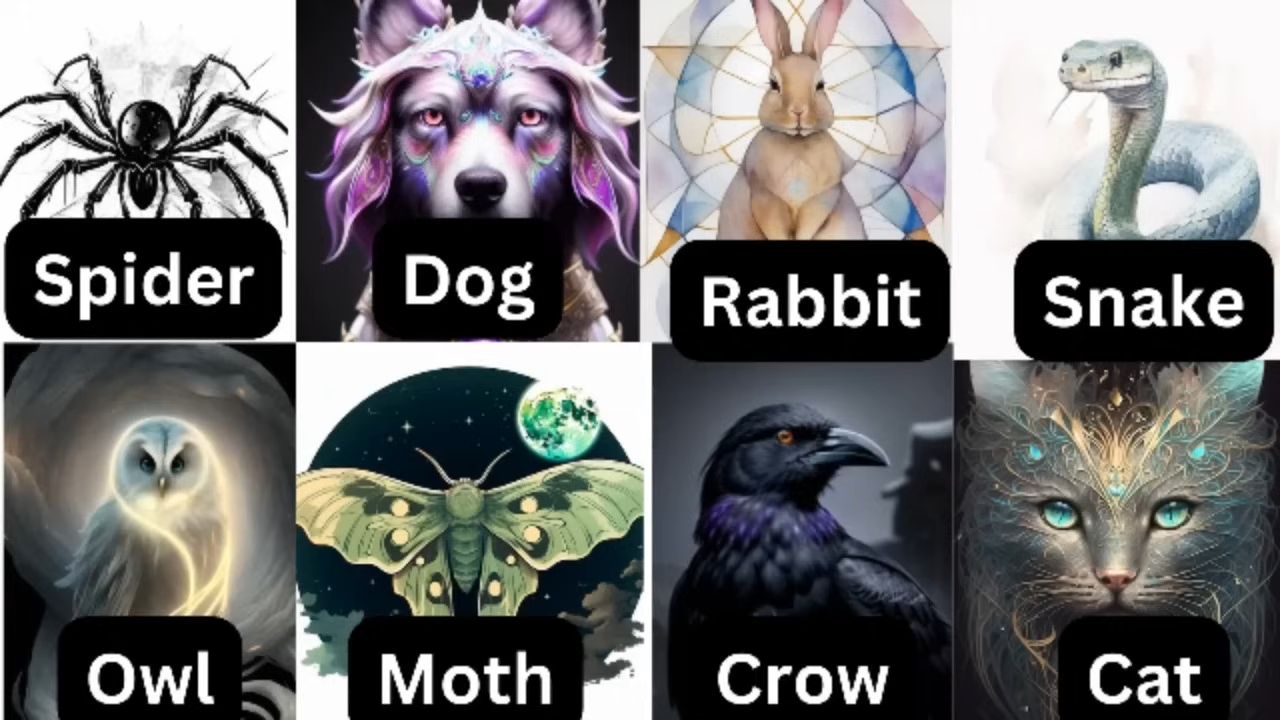 Spider
Dog
Rabbit
Snake
Owl
Moth
Crow
Cat